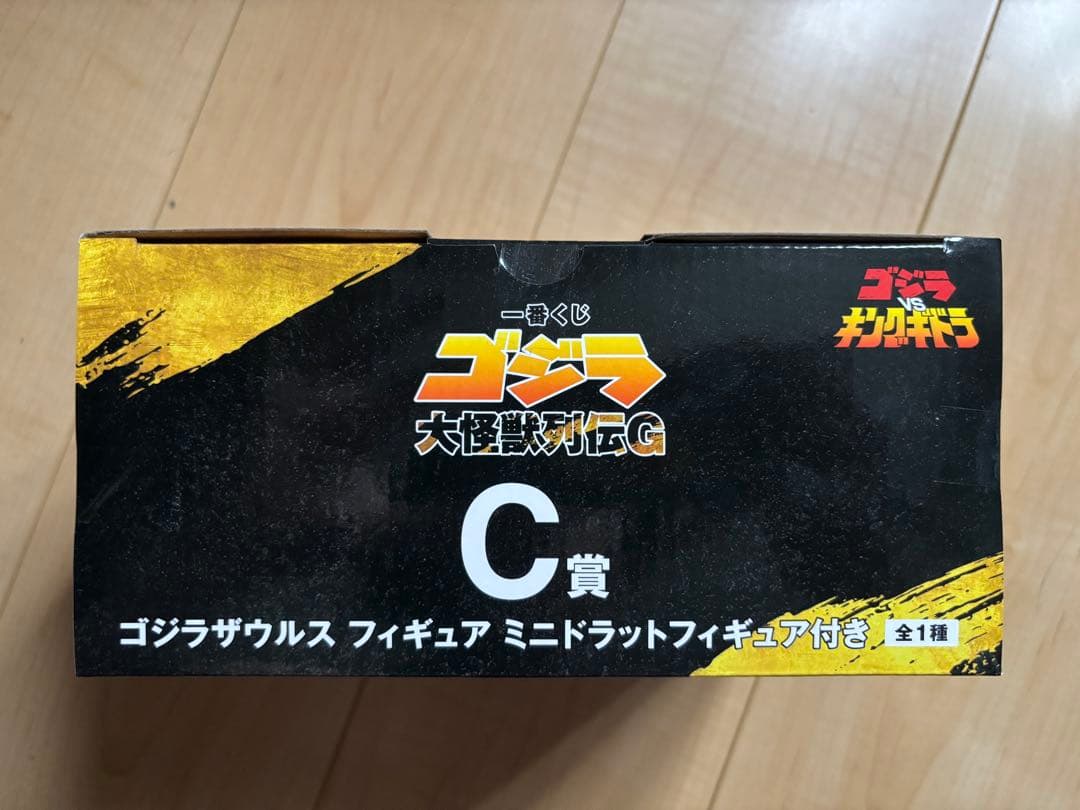 一番くじ
ゴジラ
大怪獣列伝G
ゴジラ
VS
キングギドラ
C賞
ゴジラザウルス フィギュア ミニドラットフィギュア付き 全1種